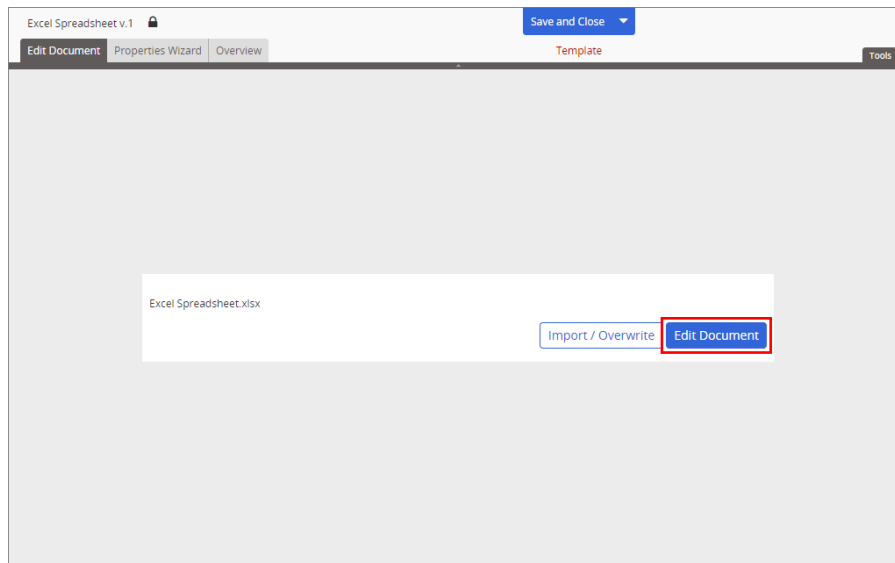 Excel Spreadsheet v.1
Save and Close
Edit Document Properties Wizard Overview
Template
Tools
Excel Spreadsheet.xlsx
Import / Overwrite Edit Document